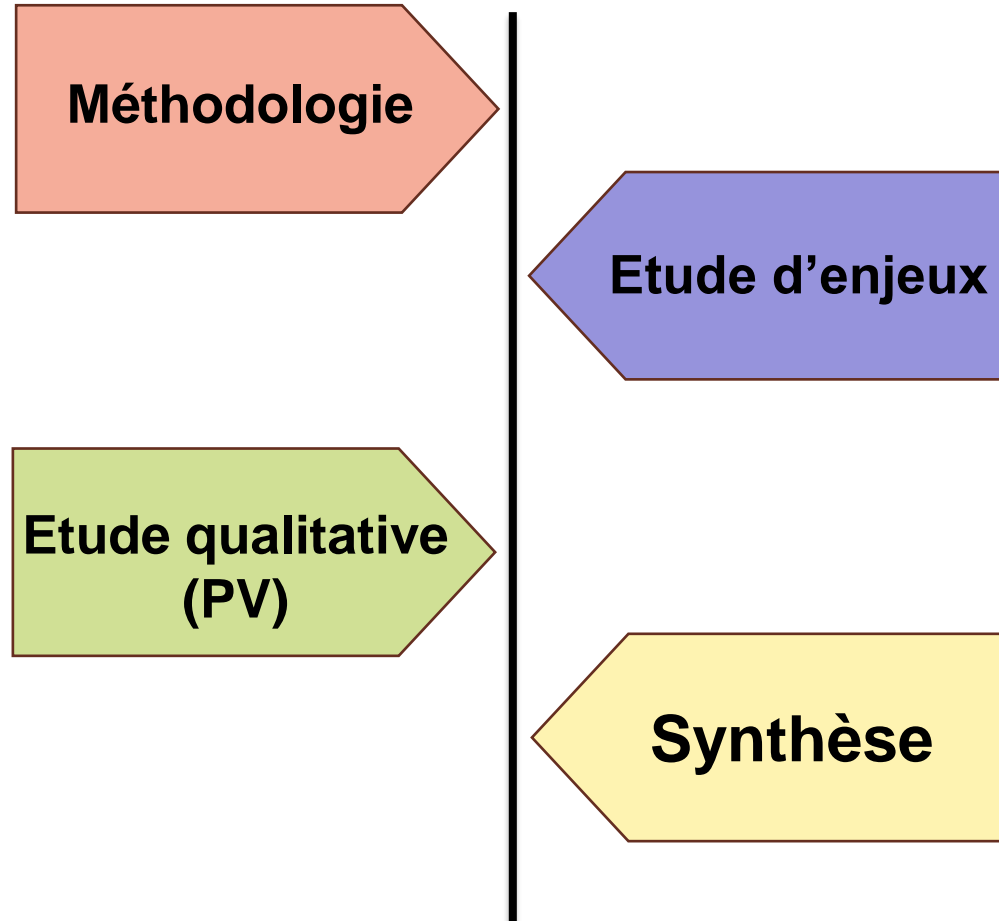 Méthodologie
Etude d’enjeux
Etude qualitative
(PV)
Synthèse